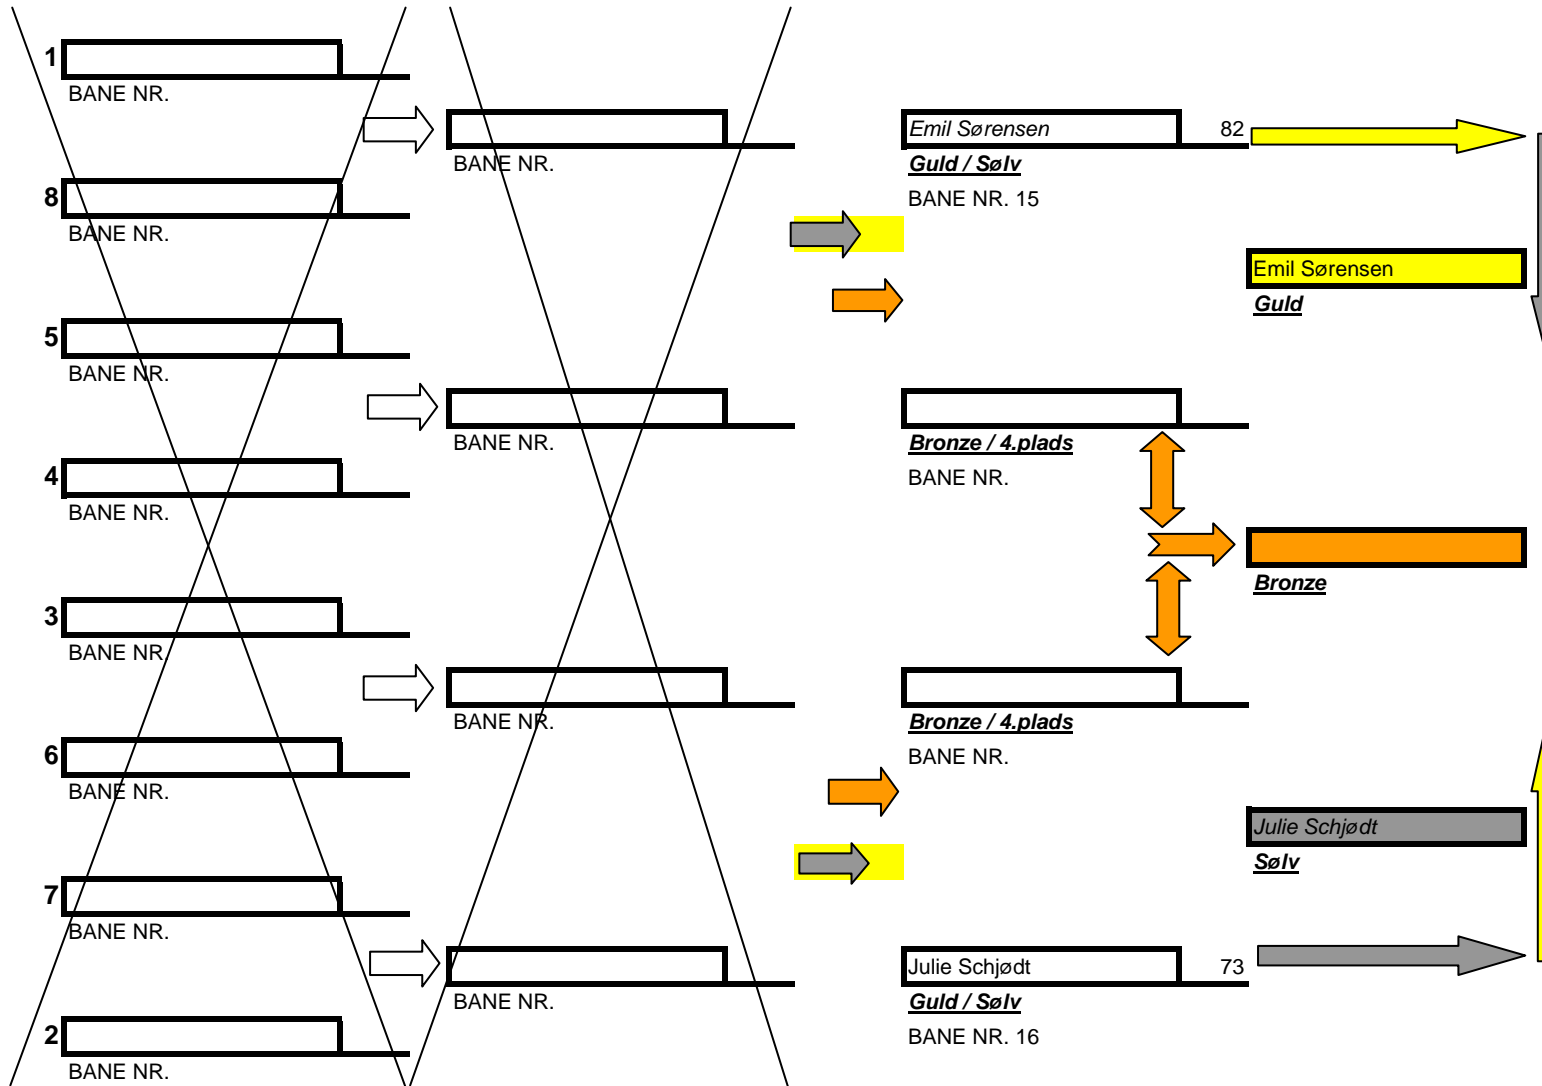 1
BANE NR.
8
BANE NR.
5
BANE NR.
4
BANE NR.
3
BANE NR.
6
BANE NR.
7
BANE NR.
2
BANE NR.
BANE NR.
BANE NR.
BANE NR.
BANE NR.
Emil Sørensen 82
Guld / Sølv
BANE NR. 15
Bronze / 4.plads
BANE NR.
Bronze / 4.plads
BANE NR.
Julie Schjødt 73
Guld / Sølv
BANE NR. 16
Emil Sørensen
Guld
Bronze
Julie Schjødt
Sølv